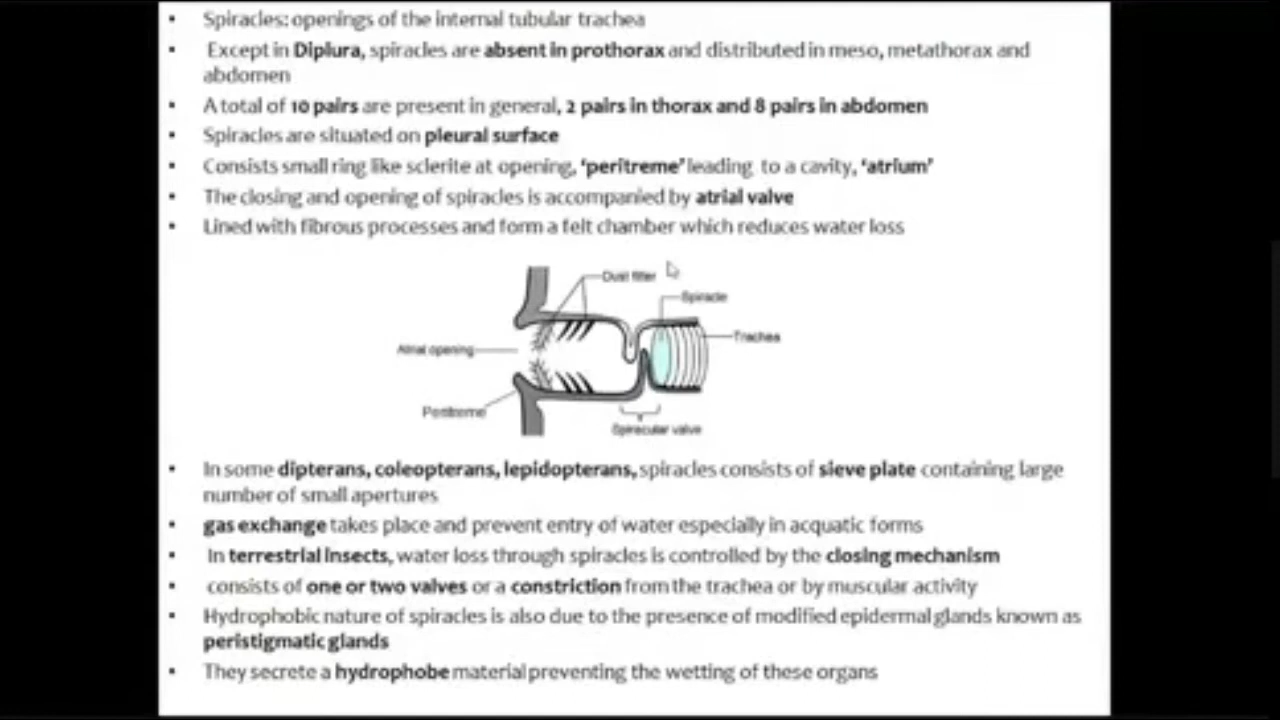 • Spiracles: openings of the internal tubular trachea
• Except in Diplura, spiracles are absent in prothorax and distributed in meso, metathorax and
abdomen
• A total of 10 pairs are present in general, 2 pairs in thorax and 8 pairs in abdomen
• Spiracles are situated on pleural surface
• Consists small ring like sclerite at opening, ‘peritreme’ leading to a cavity, ‘atrium’
• The closing and opening of spiracles is accompanied by atrial valve
• Lined with fibrous processes and form a felt chamber which reduces water loss
Dust filter
Spiracle
Trachea
Atrial opening
Peritreme
Spiracular valve
• In some dipterans, coleopterans, lepidopterans, spiracles consists of sieve plate containing large
number of small apertures
• gas exchange takes place and prevent entry of water especially in acquatic forms
• In terrestrial insects, water loss through spiracles is controlled by the closing mechanism
• consists of one or two valves or a constriction from the trachea or by muscular activity
• Hydrophobic nature of spiracles is also due to the presence of modified epidermal glands known as
peristigmatic glands
• They secrete a hydrophobe material preventing the wetting of these organs